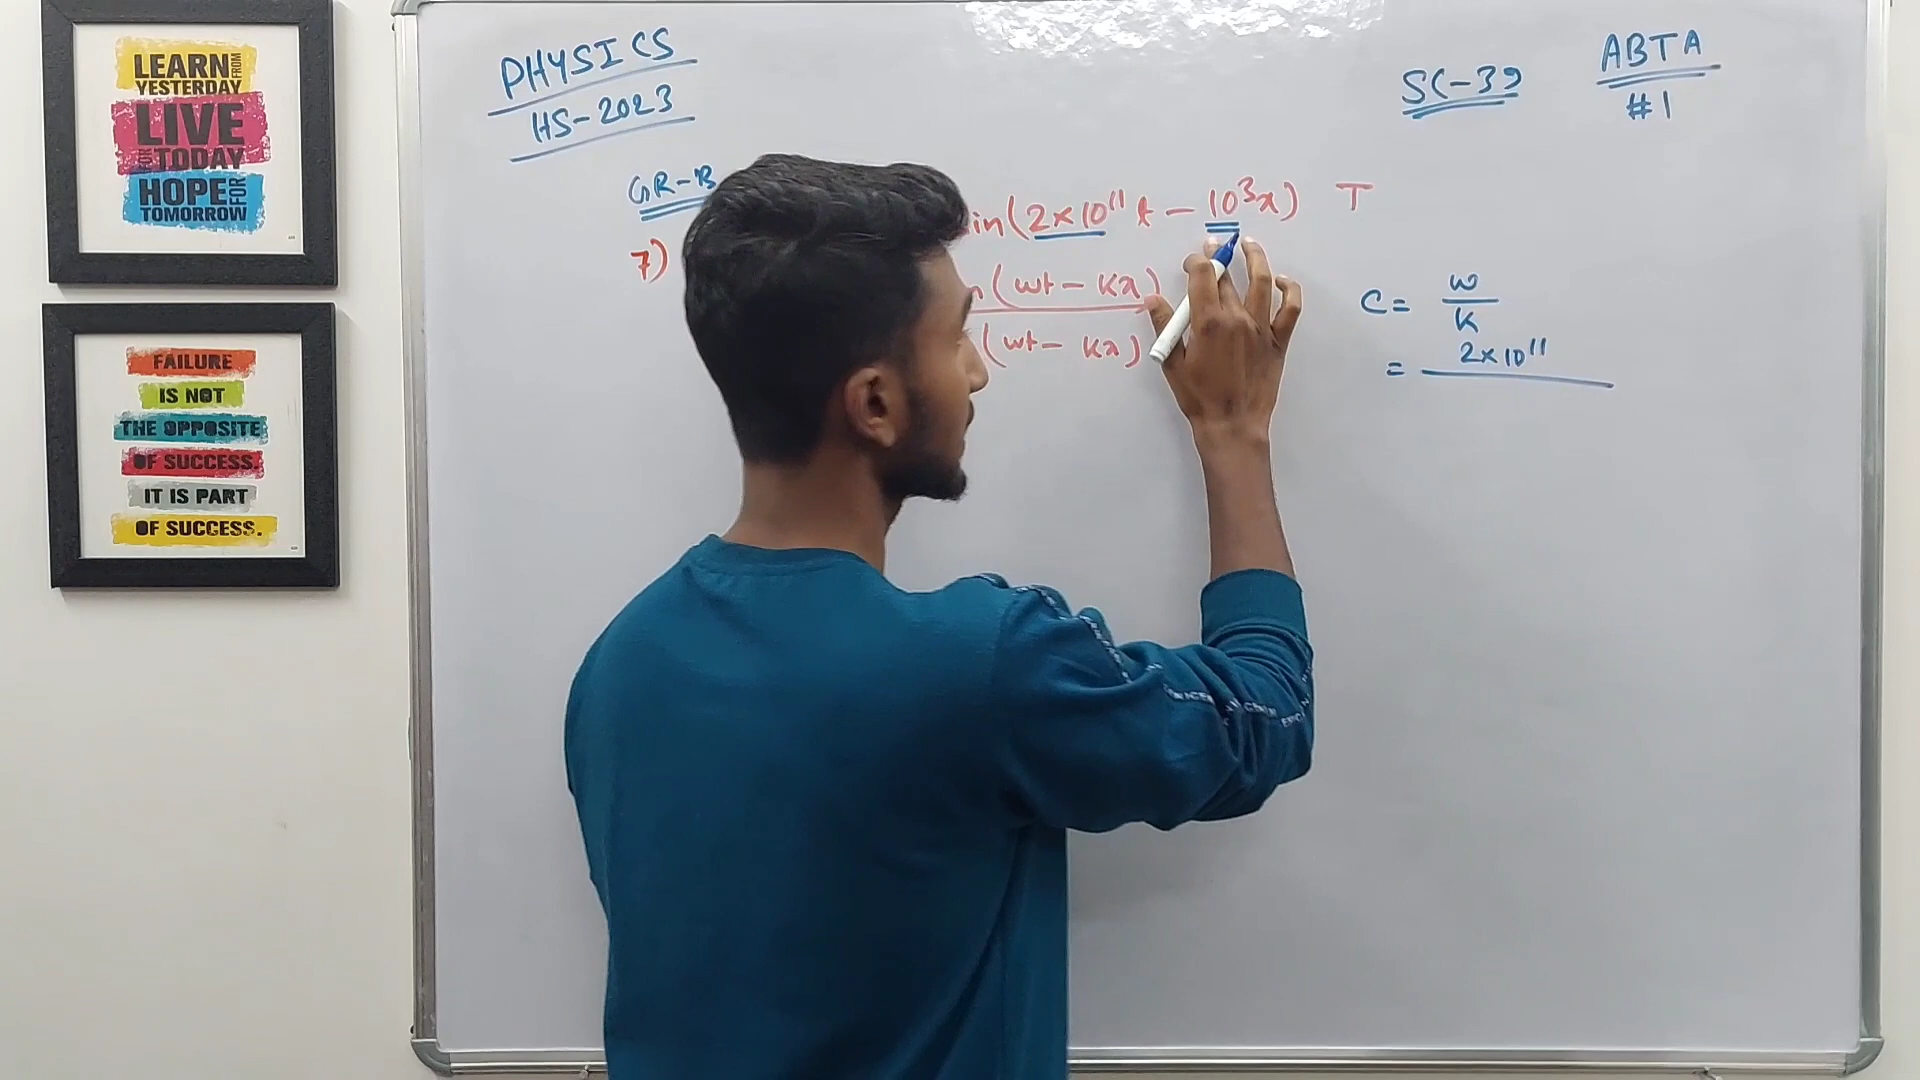 LEARN FROM
YESTERDAY
LIVE
FOR TODAY
HOPE FOR
TOMORROW
FAILURE
IS NOT
THE OPPOSITE
OF SUCCESS.
IT IS PART
OF SUCCESS.
PHYSICS
HS-2023
SC-39
ABTA
#1
GR-B
7)
in(2×10¹¹t - 10³x) T
n(wt - Kx)
(wt - Kx)
C = w/K
= 2×10¹¹